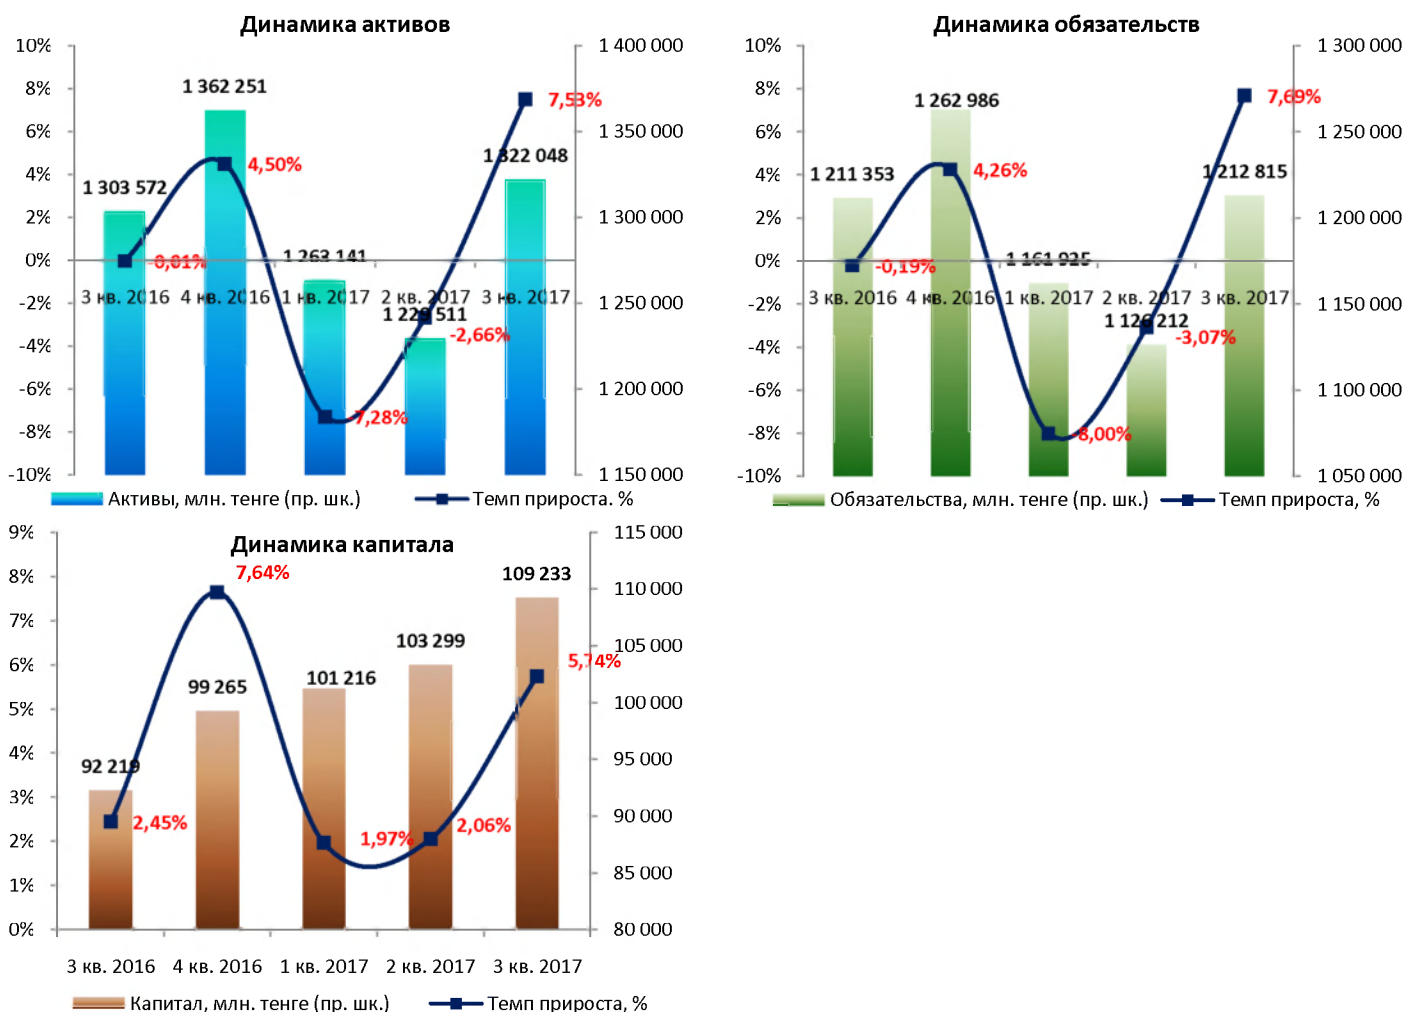 Динамика активов
10%
8%
6%
4%
2%
0%
-2%
-4%
-6%
-8%
-10%
1 400 000
1 350 000
1 300 000
1 250 000
1 200 000
1 150 000
1 303 572
1 362 251
1 263 141
1 229 511
1 322 048
-0,01%
4,50%
-7,28%
-2,66%
7,53%
3 кв. 2016
4 кв. 2016
1 кв. 2017
2 кв. 2017
3 кв. 2017
Активы, млн. тенге (пр. шк.)
Темп прироста. %
Динамика обязательств
10%
8%
6%
4%
2%
0%
-2%
-4%
-6%
-8%
-10%
1 300 000
1 250 000
1 200 000
1 150 000
1 100 000
1 050 000
1 211 353
1 262 986
1 161 925
1 126 212
1 212 815
-0,19%
4,26%
-8,00%
-3,07%
7,69%
3 кв. 2016
4 кв. 2016
1 кв. 2017
2 кв. 2017
3 кв. 2017
Обязательства, млн. тенге (пр. шк.)
Темп прироста, %
Динамика капитала
9%
8%
7%
6%
5%
4%
3%
2%
1%
0%
115 000
110 000
105 000
100 000
95 000
90 000
85 000
80 000
92 219
99 265
101 216
103 299
109 233
2,45%
7,64%
1,97%
2,06%
5,74%
3 кв. 2016
4 кв. 2016
1 кв. 2017
2 кв. 2017
3 кв. 2017
Капитал, млн. тенге (пр. шк.)
Темп прироста, %